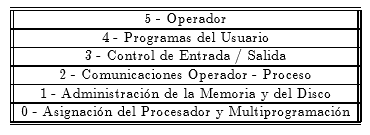 5 - Operador
4 - Programas del Usuario
3 - Control de Entrada / Salida
2 - Comunicaciones Operador - Proceso
1 - Administración de la Memoria y del Disco
0 - Asignación del Procesador y Multiprogramación